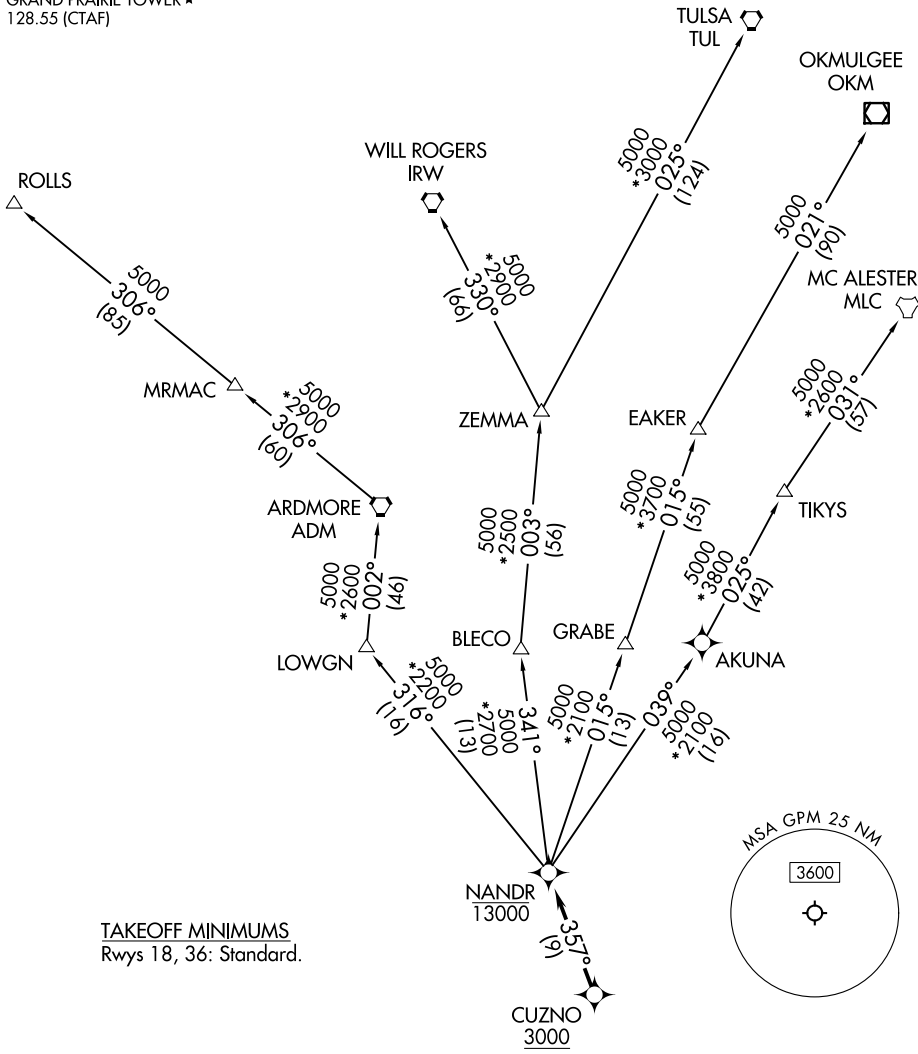 GRAND PRAIRIE TOWER ★
128.55 (CTAF)
TULSA
TUL
OKMULGEE
OKM
WILL ROGERS
IRW
ROLLS
5000
*3000
025°
(124)
5000
021°
(90)
MC ALESTER
MLC
5000
*2900
330°
(66)
5000
306°
(85)
MRMAC
5000
*2900
306°
(60)
ZEMMA
EAKER
5000
*2600
031°
(57)
ARDMORE
ADM
TIKYS
5000
*2500
003°
(56)
5000
*3700
015°
(55)
5000
*3800
025°
(42)
5000
*2600
002°
(46)
LOWGN
BLECO
GRABE
AKUNA
5000
*2200
316°
(16)
341°
5000
*2700
(13)
5000
*2100
015°
(13)
039°
5000
*2100
(16)
MSA GPM 25 NM
3600
NANDR
13000
TAKEOFF MINIMUMS
Rwys 18, 36: Standard.
357°
(9)
CUZNO
3000